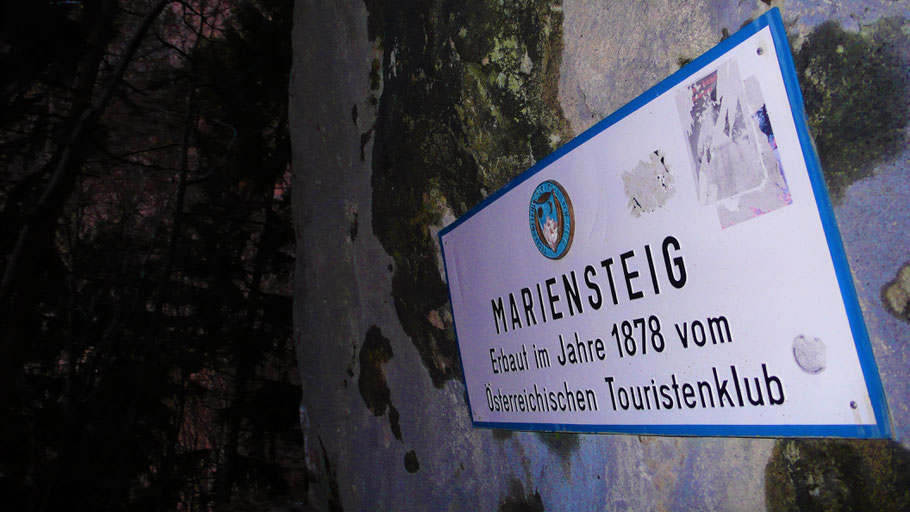 MARIENSTEIG
Erbaut im Jahre 1878 vom
Österreichischen Touristenklub